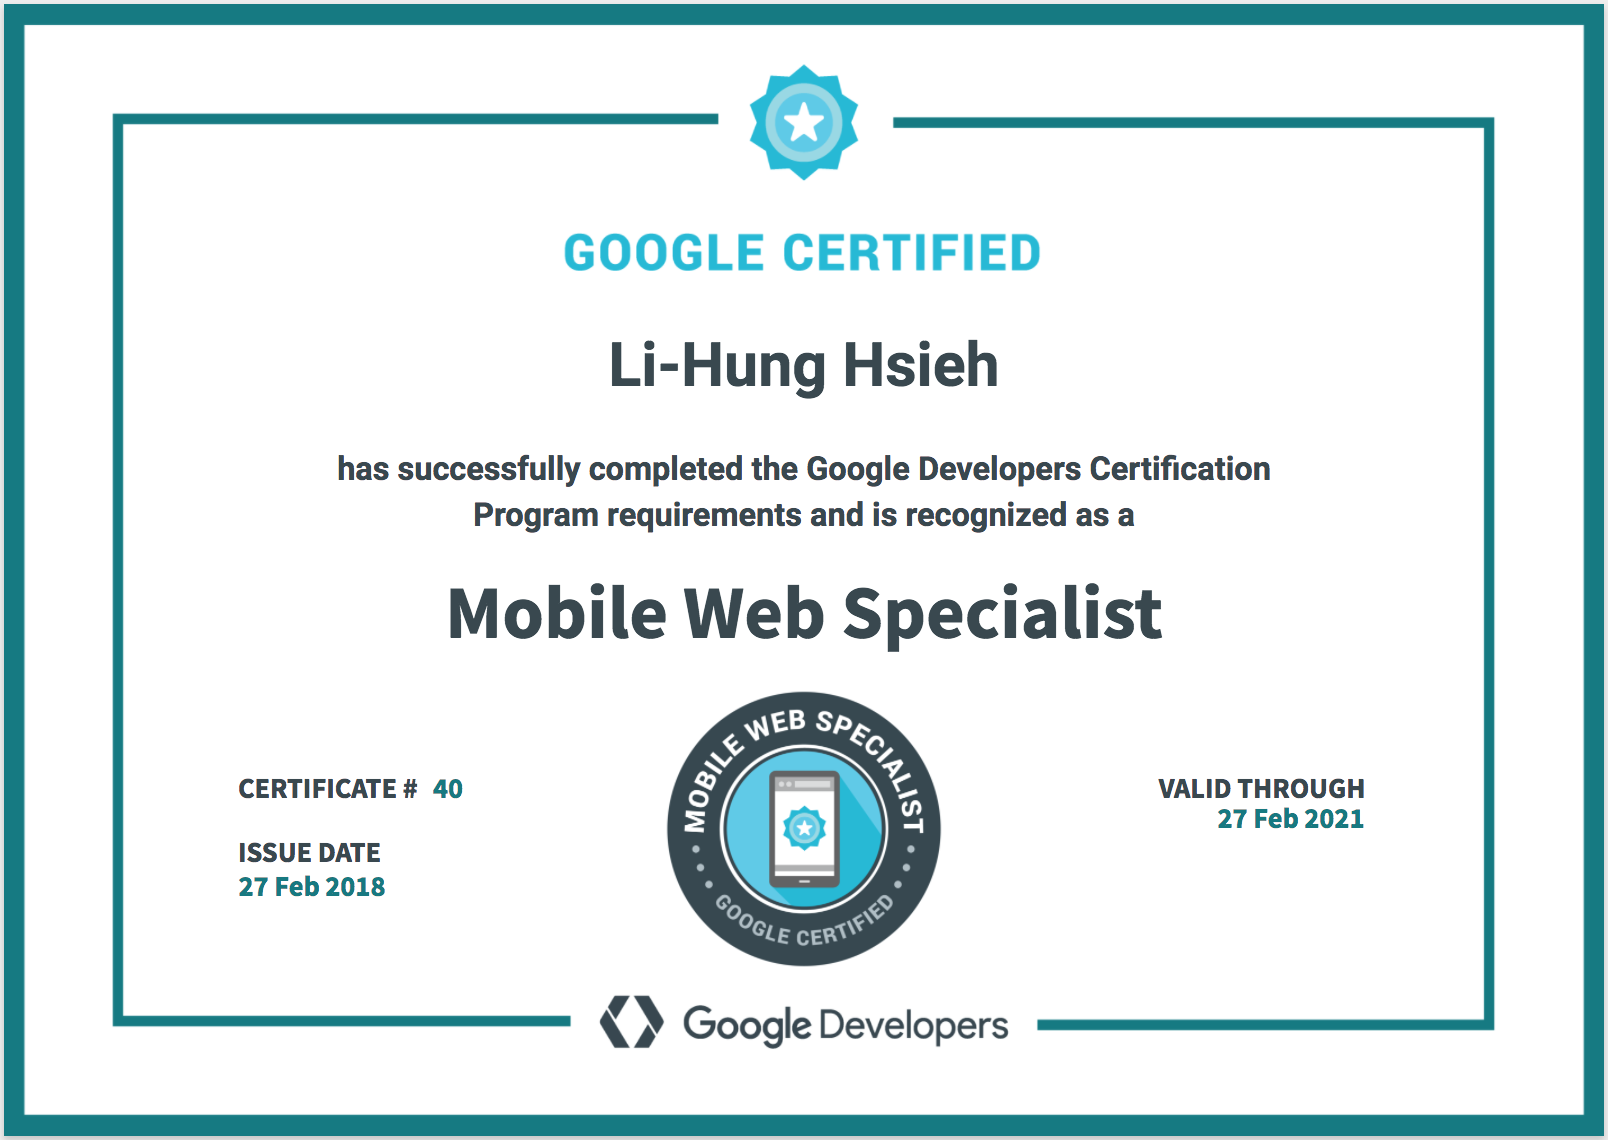 GOOGLE CERTIFIED
Li-Hung Hsieh
has successfully completed the Google Developers Certification
Program requirements and is recognized as a
Mobile Web Specialist
CERTIFICATE # 40
ISSUE DATE
27 Feb 2018
MOBILE WEB SPECIALIST
GOOGLE CERTIFIED
VALID THROUGH
27 Feb 2021
Google Developers